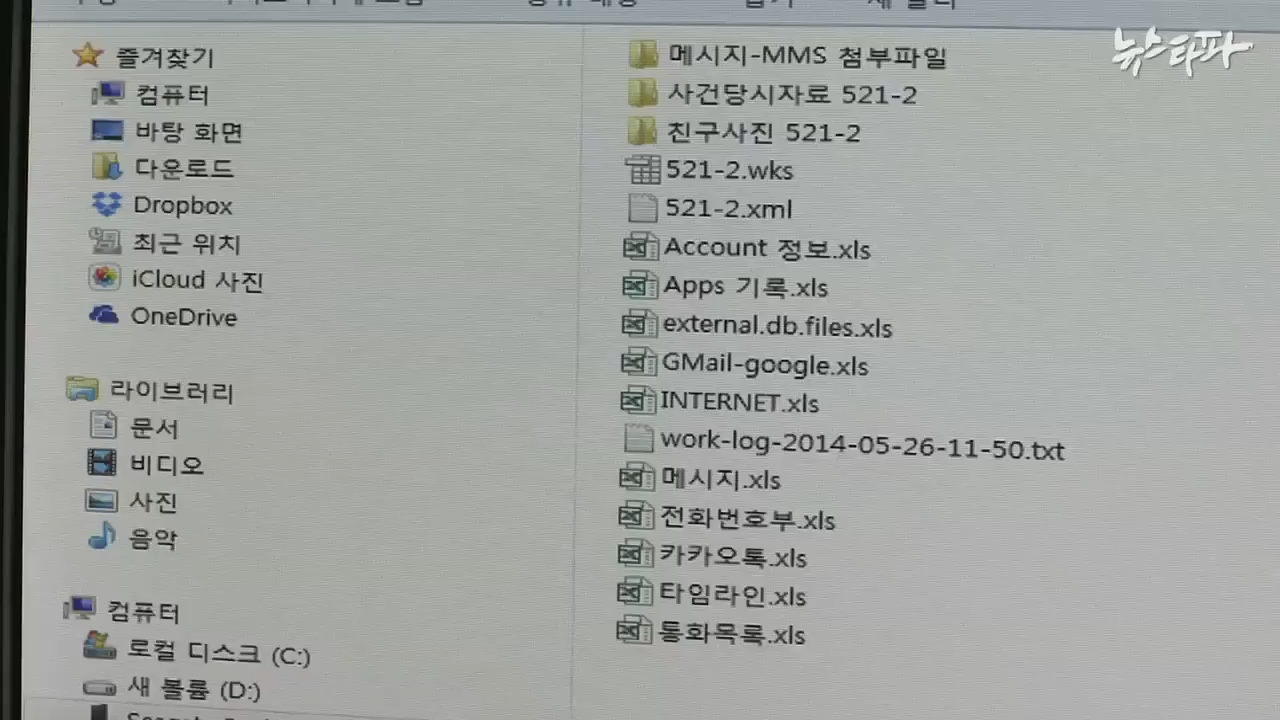 뉴스타파
즐겨찾기
컴퓨터
바탕 화면
다운로드
Dropbox
최근 위치
iCloud 사진
OneDrive
라이브러리
문서
비디오
사진
음악
컴퓨터
로컬 디스크 (C:)
새 볼륨 (D:)
메시지-MMS 첨부파일
사건당시자료 521-2
친구사진 521-2
521-2.wks
521-2.xml
Account 정보.xls
Apps 기록.xls
external.db.files.xls
GMail-google.xls
INTERNET.xls
work-log-2014-05-26-11-50.txt
메시지.xls
전화번호부.xls
카카오톡.xls
타임라인.xls
통화목록.xls